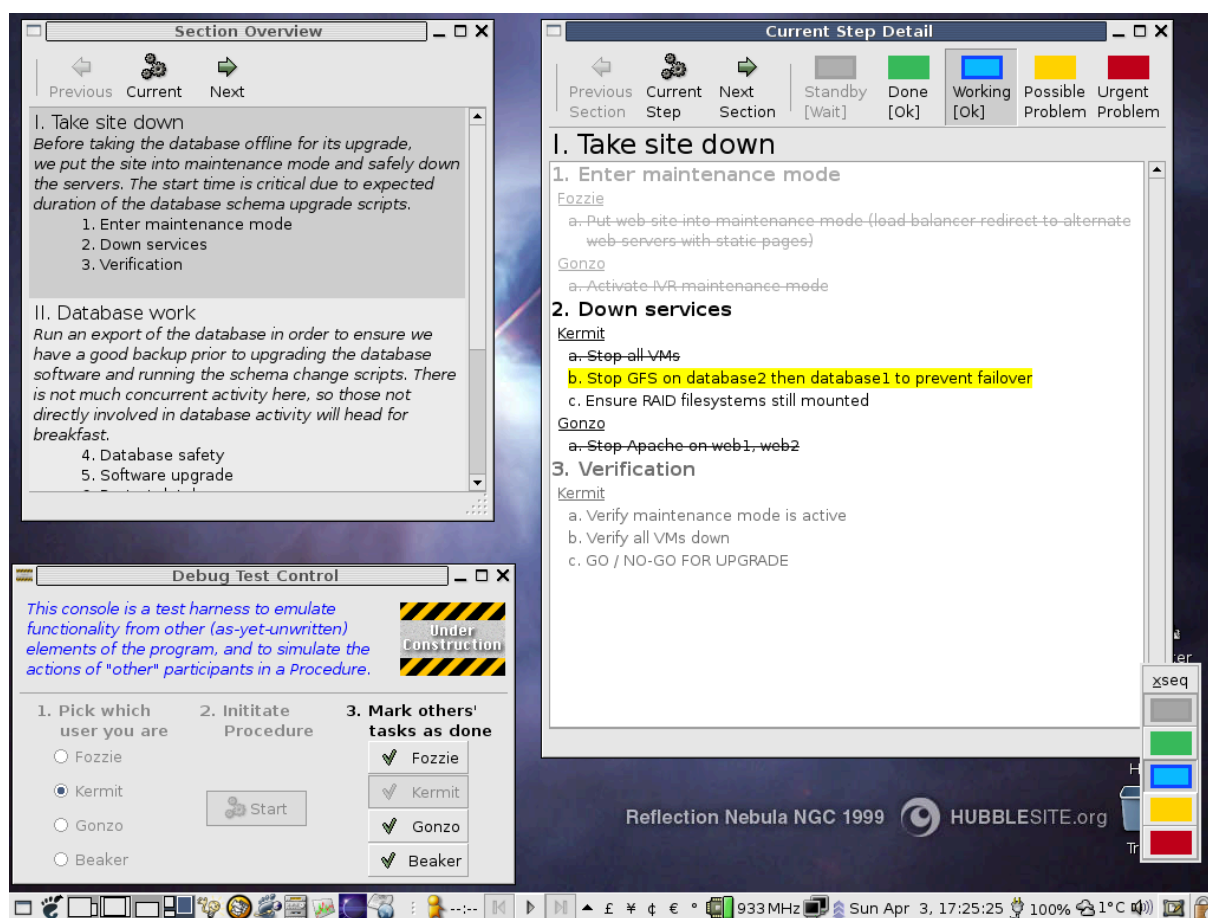 Section Overview
Previous Current Next
I. Take site down
Before taking the database offline for its upgrade,
we put the site into maintenance mode and safely down
the servers. The start time is critical due to expected
duration of the database schema upgrade scripts.
1. Enter maintenance mode
2. Down services
3. Verification
II. Database work
Run an export of the database in order to ensure we
have a good backup prior to upgrading the database
software and running the schema change scripts. There
is not much concurrent activity here, so those not
directly involved in database activity will head for
breakfast.
4. Database safety
5. Software upgrade
Current Step Detail
Previous Section
Current Step
Next Section
Standby [Wait]
Done [Ok]
Working [Ok]
Possible Problem
Urgent Problem
I. Take site down
1. Enter maintenance mode
Fozzie
a. Put web site into maintenance mode (load balancer redirect to alternate
web servers with static pages)
Gonzo
a. Activate IVR maintenance mode
2. Down services
Kermit
a. Stop all VMs
b. Stop GFS on database2 then database1 to prevent failover
c. Ensure RAID filesystems still mounted
Gonzo
a. Stop Apache on web1, web2
3. Verification
Kermit
a. Verify maintenance mode is active
b. Verify all VMs down
c. GO / NO-GO FOR UPGRADE
Debug Test Control
This console is a test harness to emulate
functionality from other (as-yet-unwritten)
elements of the program, and to simulate the
actions of "other" participants in a Procedure.
Under
Construction
1. Pick which
user you are
Fozzie
Kermit
Gonzo
Beaker
2. Inititate
Procedure
Start
3. Mark others'
tasks as done
Fozzie
Kermit
Gonzo
Beaker
xseq
Reflection Nebula NGC 1999 HUBBLESITE.org
--:-- £ ¥ ¢ € ° 933 MHz Sun Apr 3, 17:25:25 100% 1°C